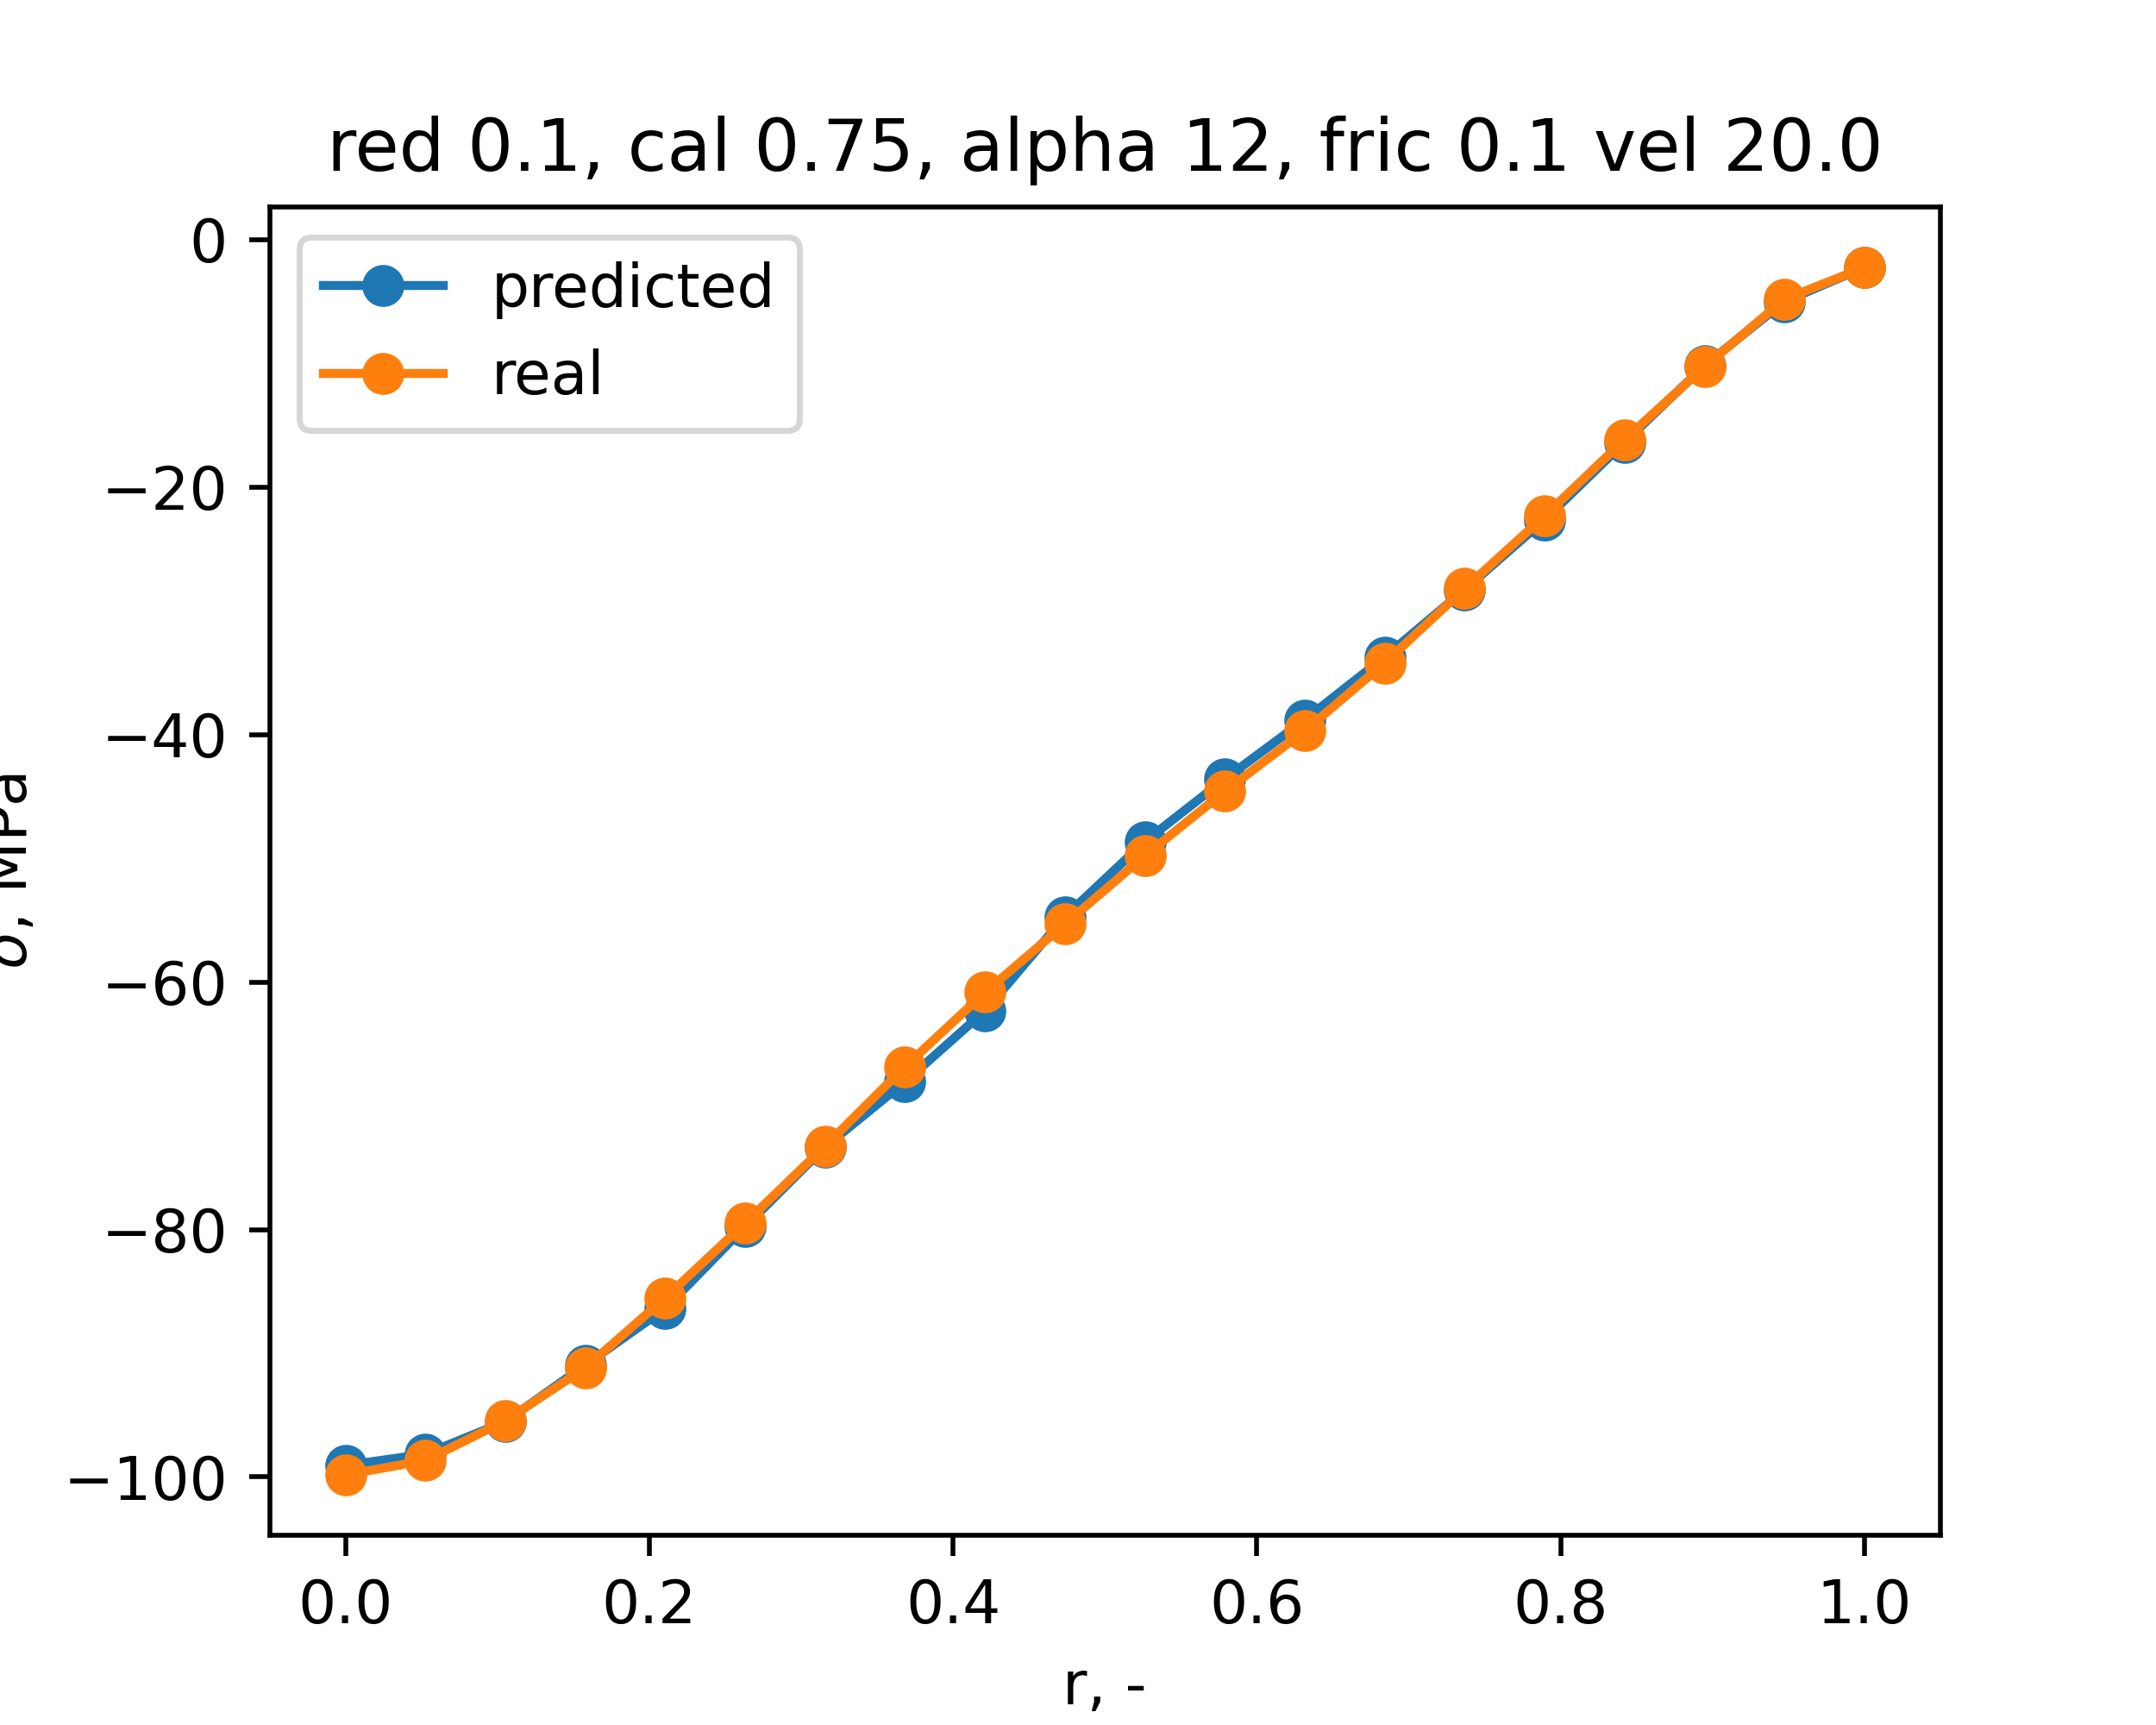 red 0.1, cal 0.75, alpha 12, fric 0.1 vel 20.0
predicted
real
0
−20
−40
−60
−80
−100
, MPa
0.0 0.2 0.4 0.6 0.8 1.0
r, -